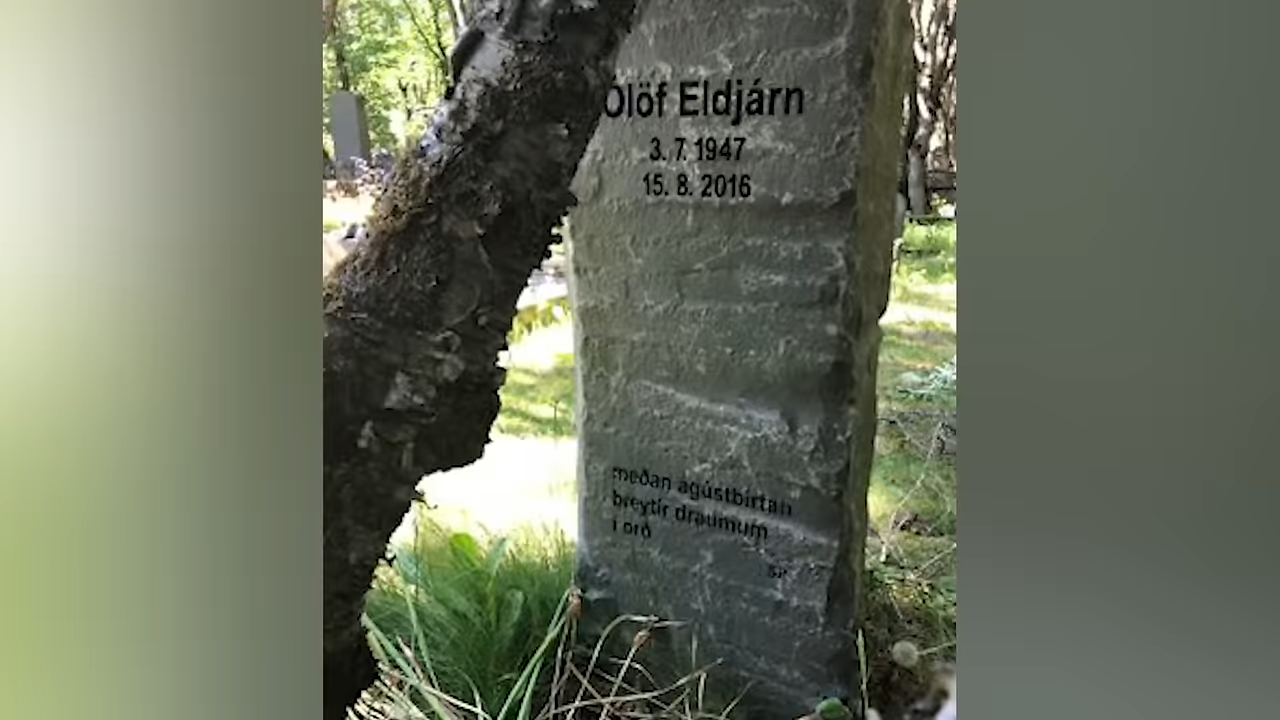 Ólöf Eldjárn
3. 7. 1947
15. 8. 2016
meðan ágústbirtan
breytir draumum
í orð